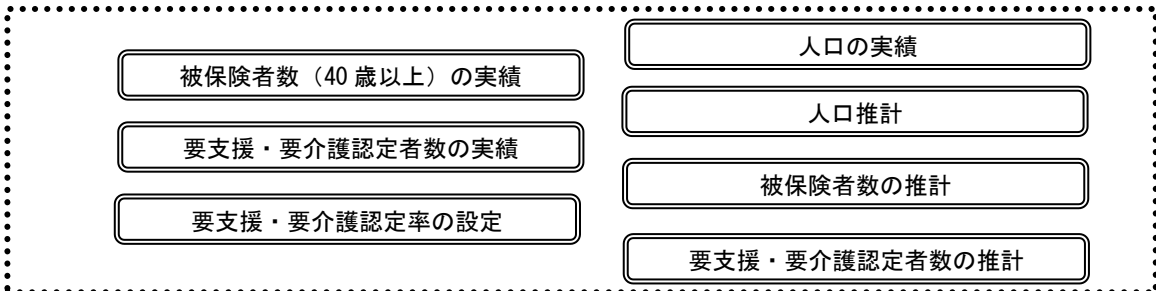 被保険者数（40 歳以上）の実績
要支援・要介護認定者数の実績
要支援・要介護認定率の設定
人口の実績
人口推計
被保険者数の推計
要支援・要介護認定者数の推計